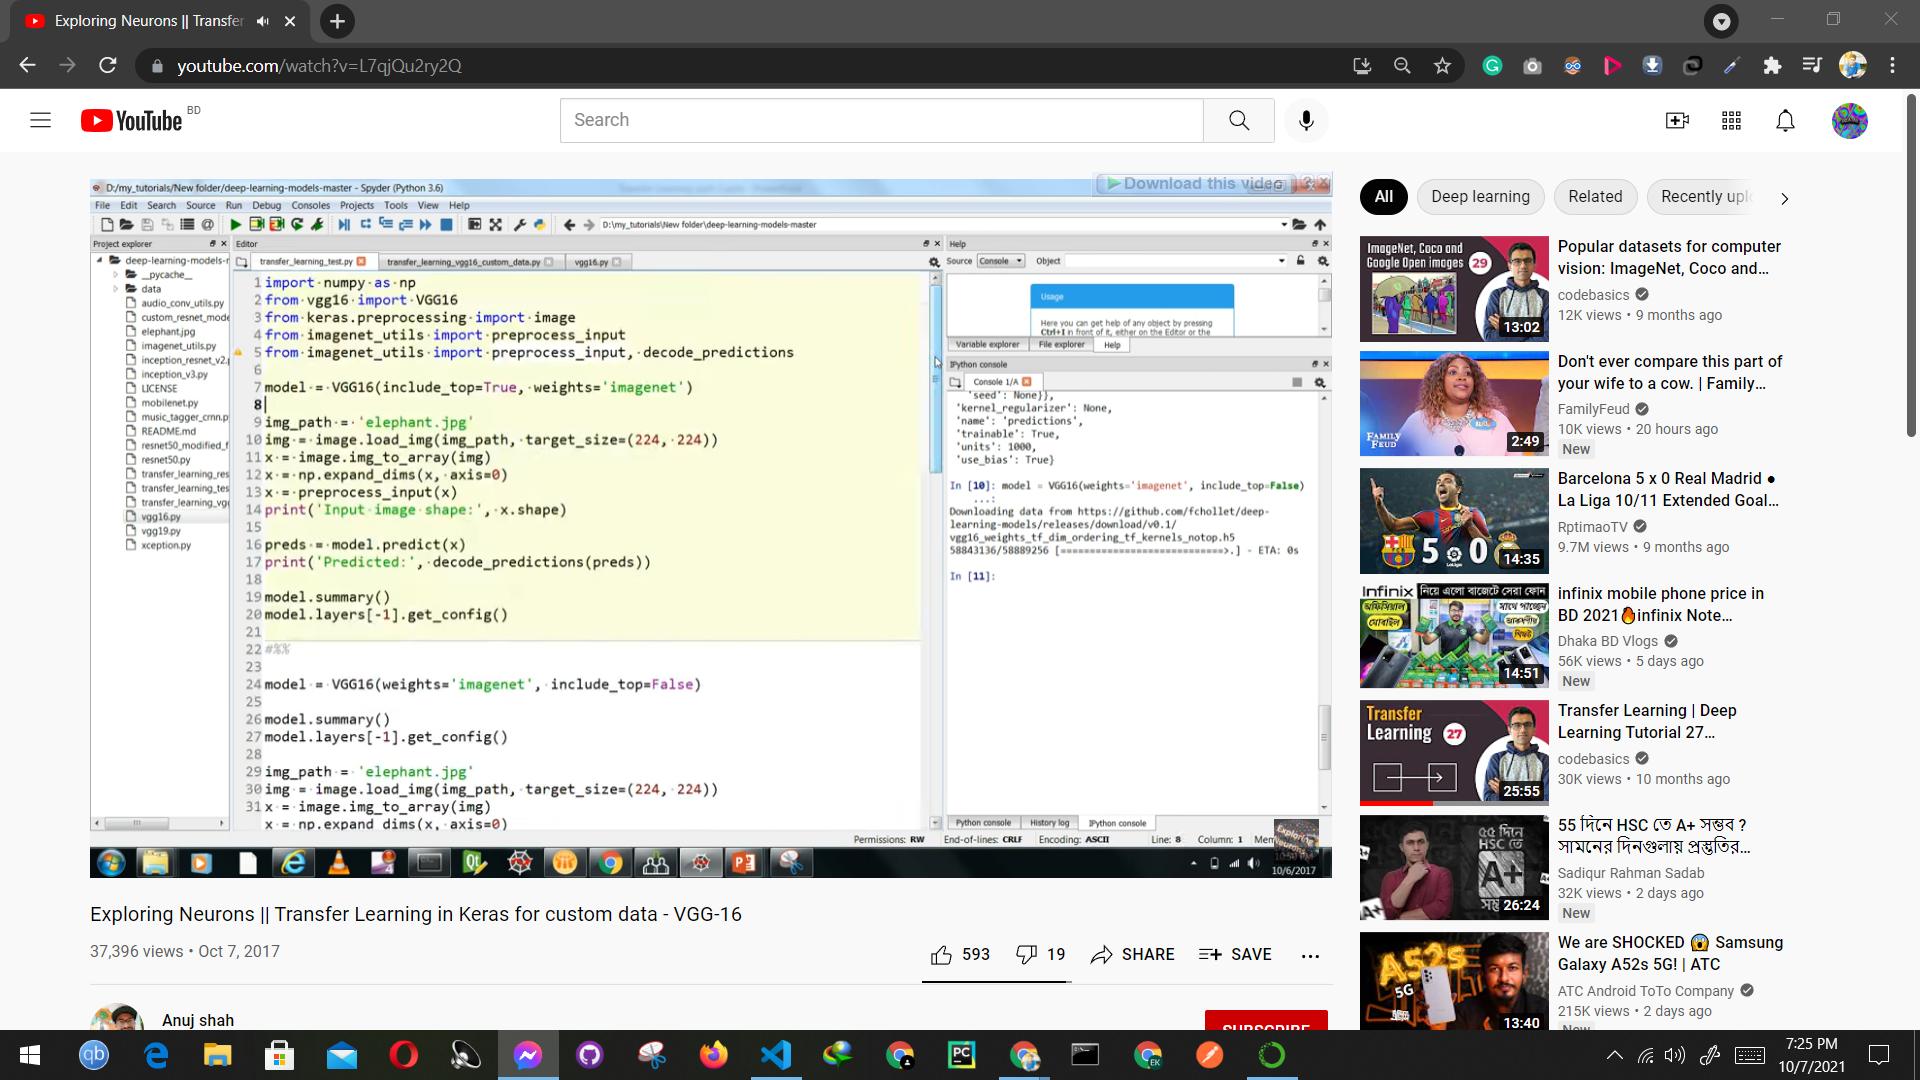 Exploring Neurons || Transfer
youtube.com/watch?v=L7qjQu2ry2Q
YouTube BD
Search
D:/my_tutorials/New folder/deep-learning-models-master - Spyder (Python 3.6)
Download this video
File Edit Search Source Run Debug Consoles Projects Tools View Help
D:\my_tutorials\New folder\deep-learning-models-master
Project explorer
deep-learning-models-r
__pycache__
data
audio_conv_utils.py
custom_resnet_mode
elephant.jpg
imagenet_utils.py
inception_resnet_v2.
inception_v3.py
LICENSE
mobilenet.py
music_tagger_crnn.p
README.md
resnet50_modified_f
resnet50.py
transfer_learning_res
transfer_learning_tes
transfer_learning_vgg
vgg16.py
vgg19.py
xception.py
Editor
transfer_learning_test.py transfer_learning_vgg16_custom_data.py vgg16.py
1 import numpy as np
2 from vgg16 import VGG16
3 from keras.preprocessing import image
4 from imagenet_utils import preprocess_input
5 from imagenet_utils import preprocess_input, decode_predictions
6
7 model = VGG16(include_top=True, weights='imagenet')
8
9 img_path = 'elephant.jpg'
10 img = image.load_img(img_path, target_size=(224, 224))
11 x = image.img_to_array(img)
12 x = np.expand_dims(x, axis=0)
13 x = preprocess_input(x)
14 print('Input image shape:', x.shape)
15
16 preds = model.predict(x)
17 print('Predicted:', decode_predictions(preds))
18
19 model.summary()
20 model.layers[-1].get_config()
21
22 #%%
23
24 model = VGG16(weights='imagenet', include_top=False)
25
26 model.summary()
27 model.layers[-1].get_config()
28
29 img_path = 'elephant.jpg'
30 img = image.load_img(img_path, target_size=(224, 224))
31 x = image.img_to_array(img)
x = np.expand_dims(x, axis=0)
Help
Source Console Object
Usage
Here you can get help of any object by pressing
Ctrl+I in front of it, either on the Editor or the
Variable explorer File explorer Help
IPython console
Console 1/A
'seed': None}},
'kernel_regularizer': None,
'name': 'predictions',
'trainable': True,
'units': 1000,
'use_bias': True}
In [10]: model = VGG16(weights='imagenet', include_top=False)
...:
Downloading data from https://github.com/fchollet/deep-
learning-models/releases/download/v0.1/
vgg16_weights_tf_dim_ordering_tf_kernels_notop.h5
58843136/58889256 [============================>.] - ETA: 0s
In [11]:
Python console History log IPython console
Permissions: RW End-of-lines: CRLF Encoding: ASCII Line: 8 Column: 1 Mem
Exploring Neurons
10/6/2017
Exploring Neurons || Transfer Learning in Keras for custom data - VGG-16
37,396 views • Oct 7, 2017
593 19 SHARE SAVE
Anuj shah
SUBSCRIBE
All Deep learning Related Recently uplo
ImageNet, Coco and
Google Open images 29
13:02
Popular datasets for computer
vision: ImageNet, Coco and...
codebasics
12K views • 9 months ago
FAMILY
FEUD
2:49
Don't ever compare this part of
your wife to a cow. | Family...
FamilyFeud
10K views • 20 hours ago
New
5 0
14:35
Barcelona 5 x 0 Real Madrid ●
La Liga 10/11 Extended Goal...
RptimaoTV
9.7M views • 9 months ago
Infinix নিয়ে এলো বাজেটে সেরা ফোন
14:51
infinix mobile phone price in
BD 2021🔥infinix Note...
Dhaka BD Vlogs
56K views • 5 days ago
New
Transfer
Learning 27
25:55
Transfer Learning | Deep
Learning Tutorial 27...
codebasics
30K views • 10 months ago
৫৫ দিনে
HSC তে
A+
26:24
55 দিনে HSC তে A+ সম্ভব ?
সামনের দিনগুলায় প্রস্তুতির...
Sadiqur Rahman Sadab
32K views • 2 days ago
New
A52s
5G
13:40
We are SHOCKED 😱 Samsung
Galaxy A52s 5G! | ATC
ATC Android ToTo Company
215K views • 2 days ago
New
qb
PC
EK
7:25 PM
10/7/2021